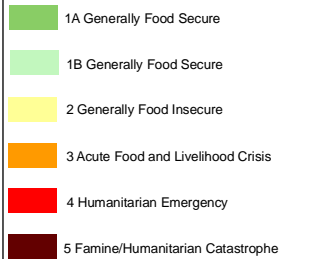 1A Generally Food Secure
1B Generally Food Secure
2 Generally Food Insecure
3 Acute Food and Livelihood Crisis
4 Humanitarian Emergency
5 Famine/Humanitarian Catastrophe